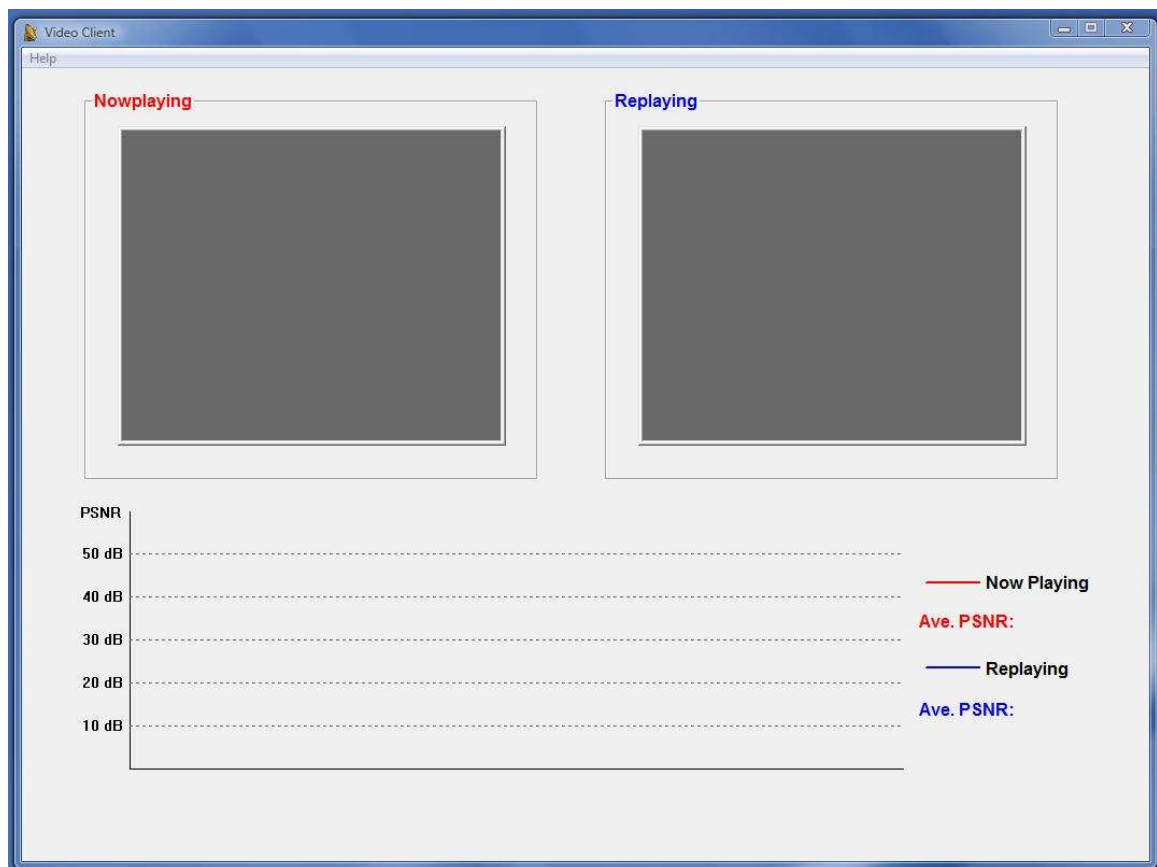 Video Client
Help
Nowplaying
Replaying
PSNR
50 dB
40 dB
30 dB
20 dB
10 dB
Now Playing
Ave. PSNR:
Replaying
Ave. PSNR: